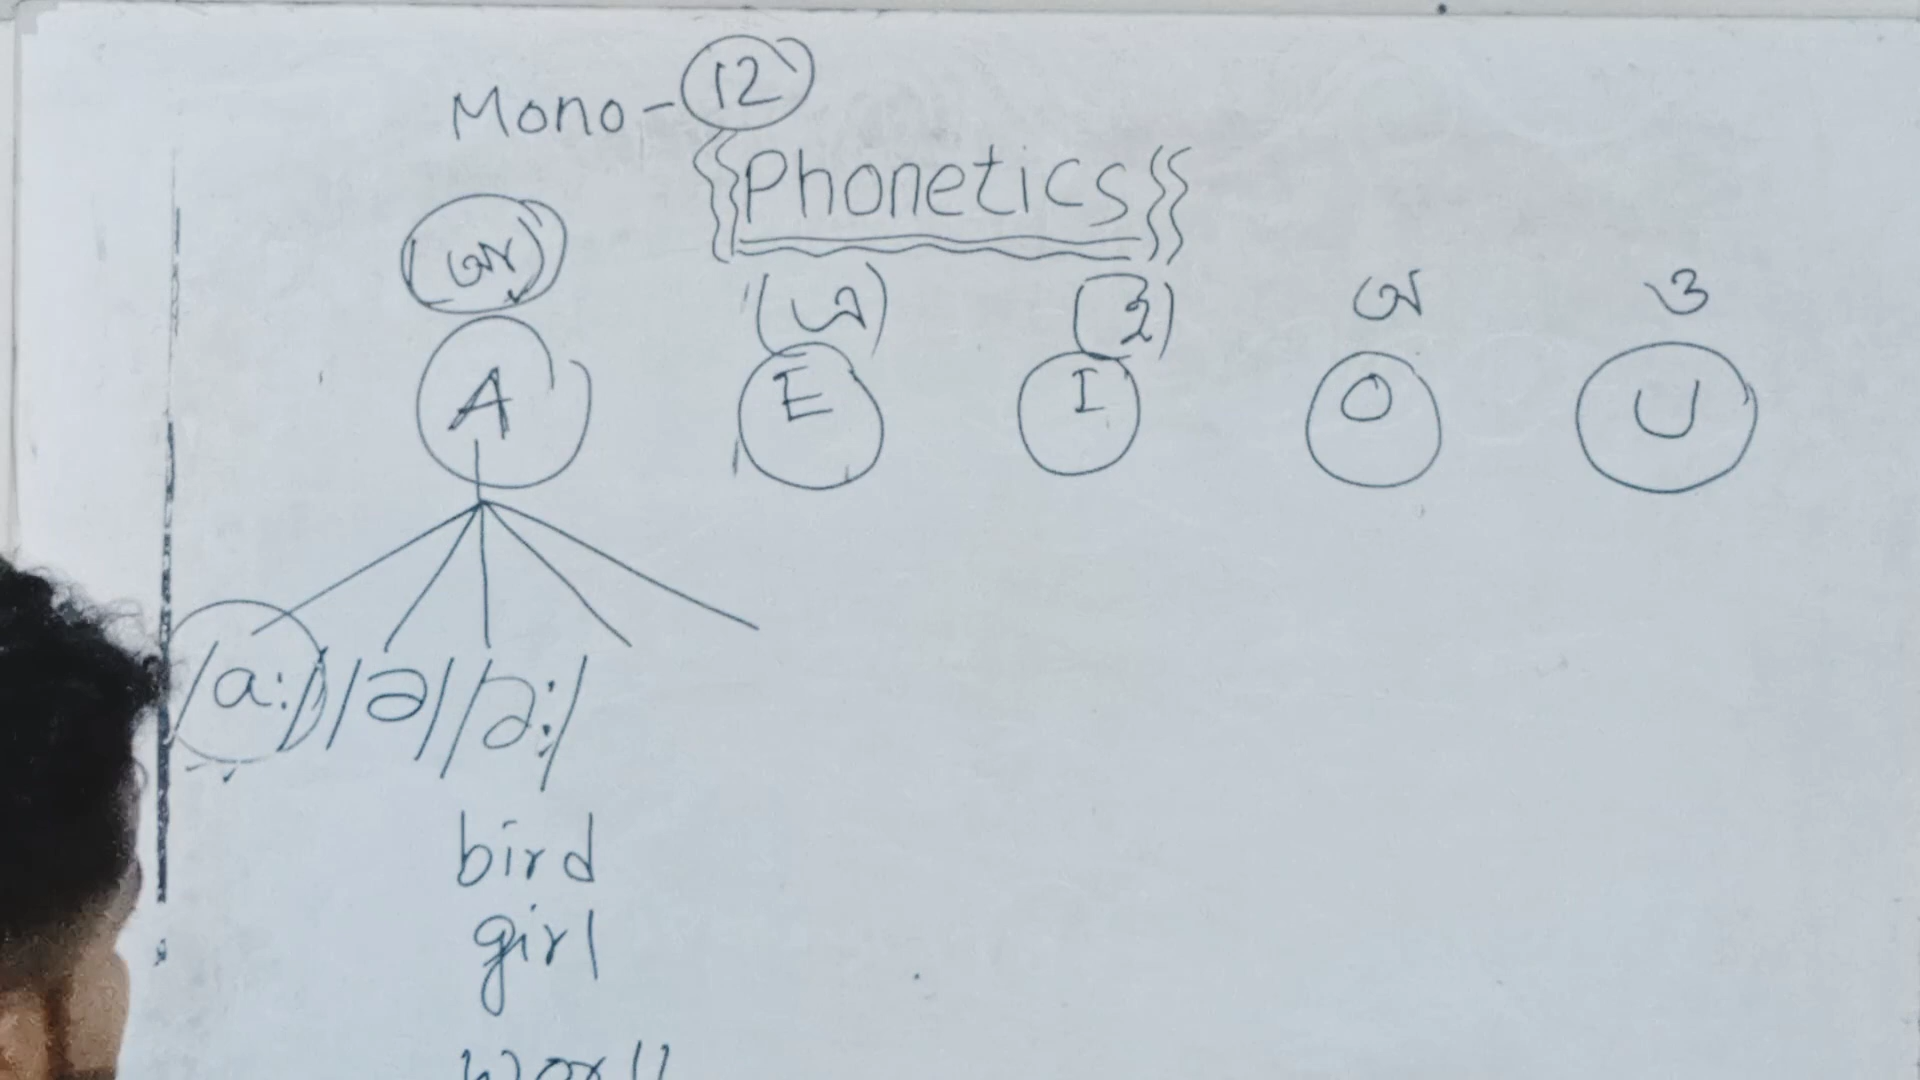 Mono - 12
Phonetics
আ এ ই অ উ
A E I O U
/a:/ /ə/ /ə:/
bird
girl